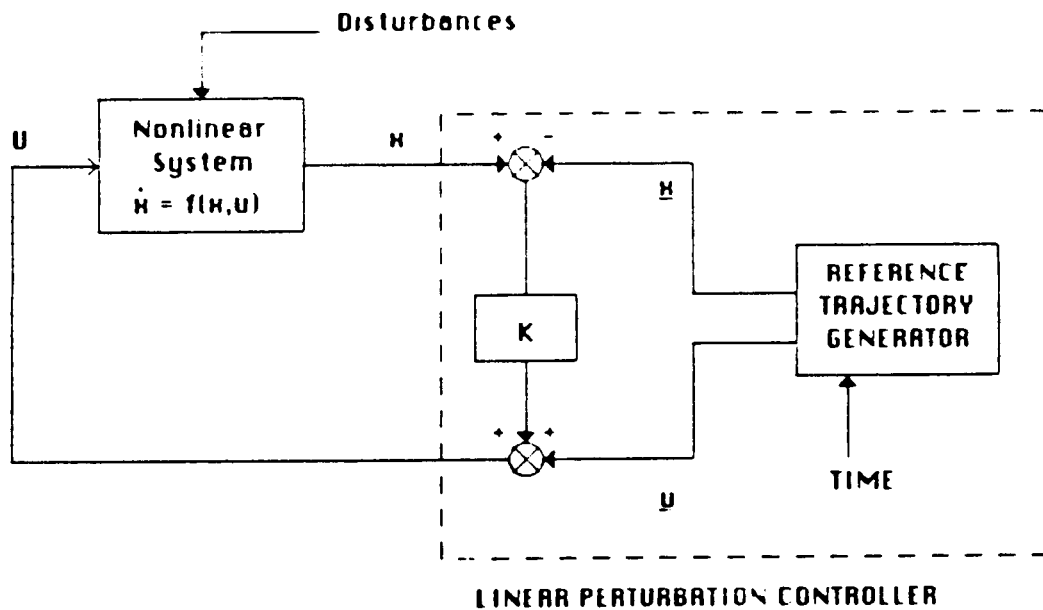 Disturbances
U
Nonlinear
System
ẋ = f(x,u)
x
+ -
x
REFERENCE
TRAJECTORY
GENERATOR
K
+ +
u
TIME
LINEAR PERTURBATION CONTROLLER